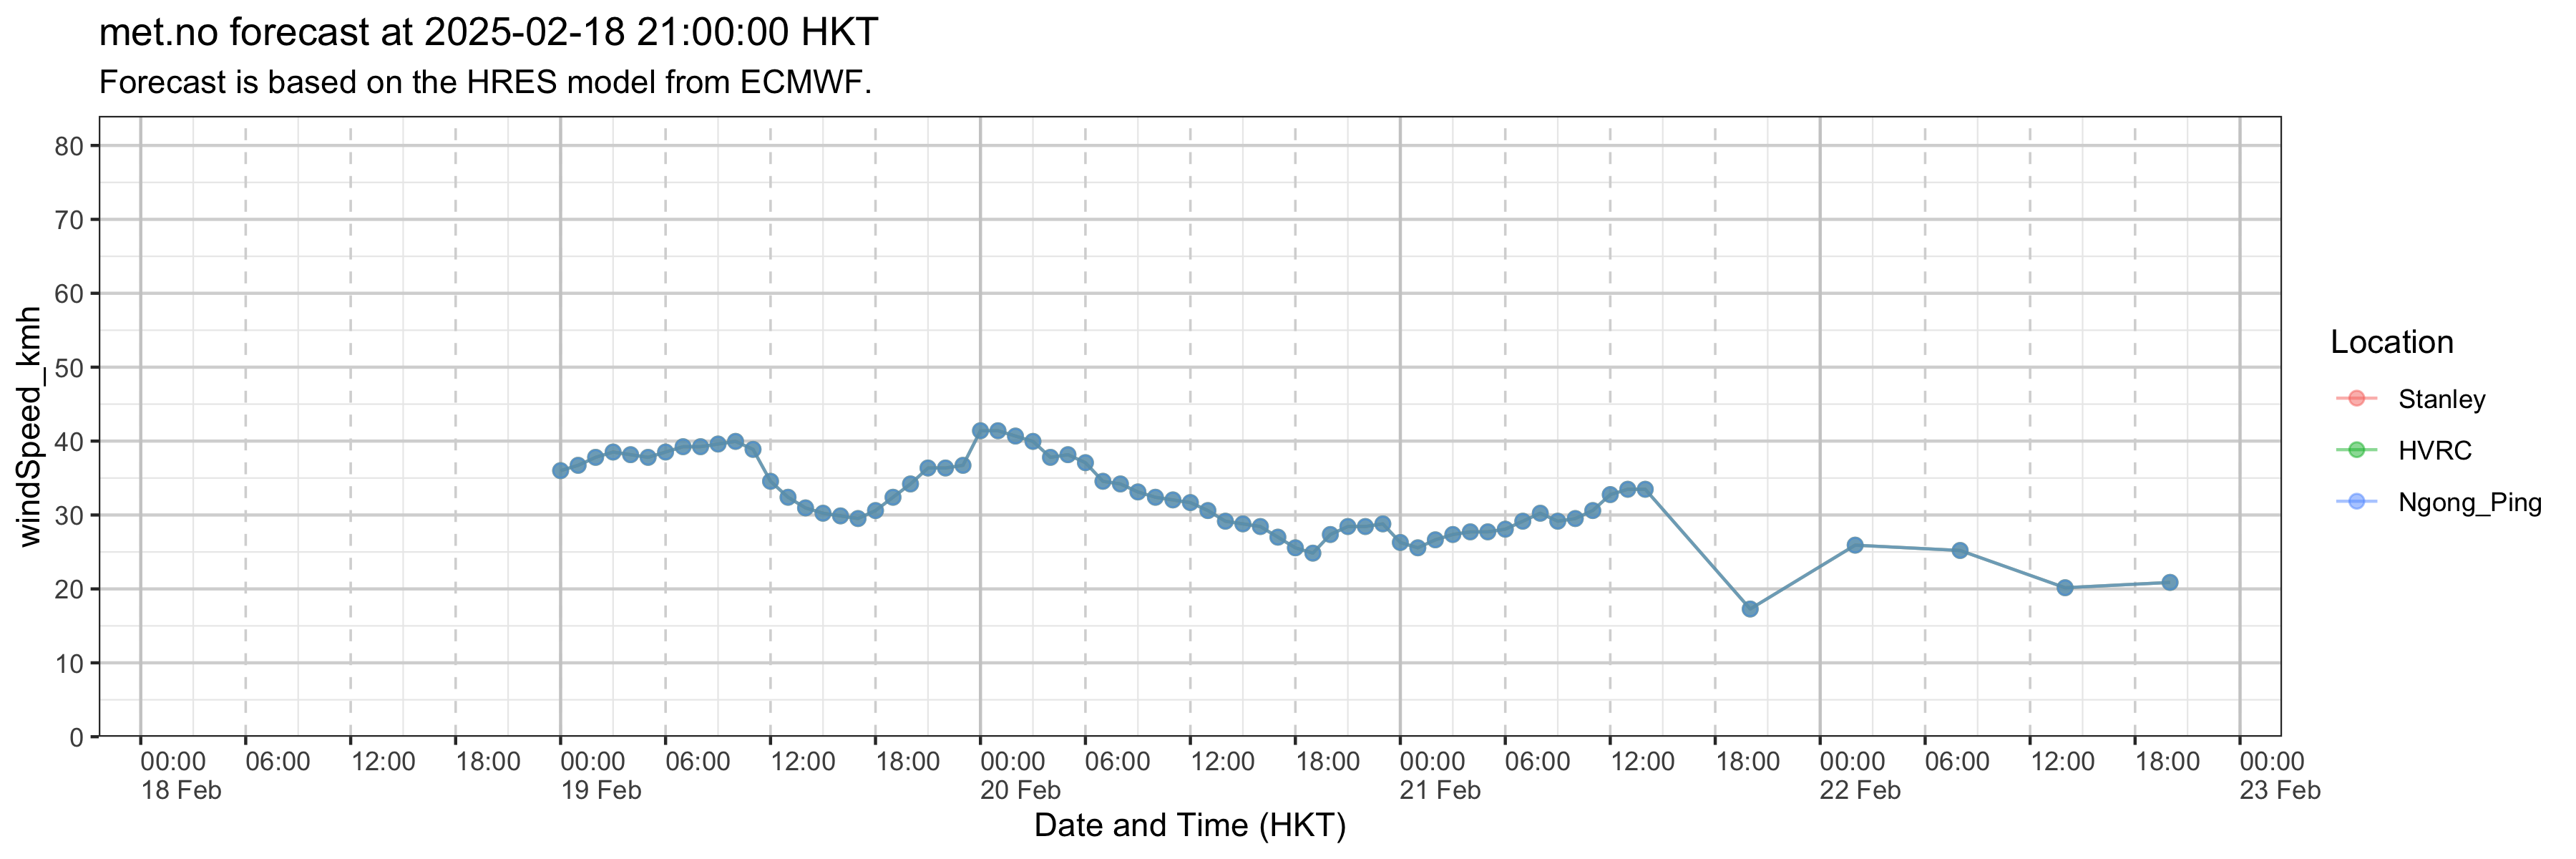 met.no forecast at 2025-02-18 21:00:00 HKT
Forecast is based on the HRES model from ECMWF.
windSpeed_kmh
80
70
60
50
40
30
20
10
0
00:00 06:00 12:00 18:00 00:00 06:00 12:00 18:00 00:00 06:00 12:00 18:00 00:00 06:00 12:00 18:00 00:00 06:00 12:00 18:00 00:00
18 Feb 19 Feb 20 Feb 21 Feb 22 Feb 23 Feb
Date and Time (HKT)
Location
Stanley
HVRC
Ngong_Ping